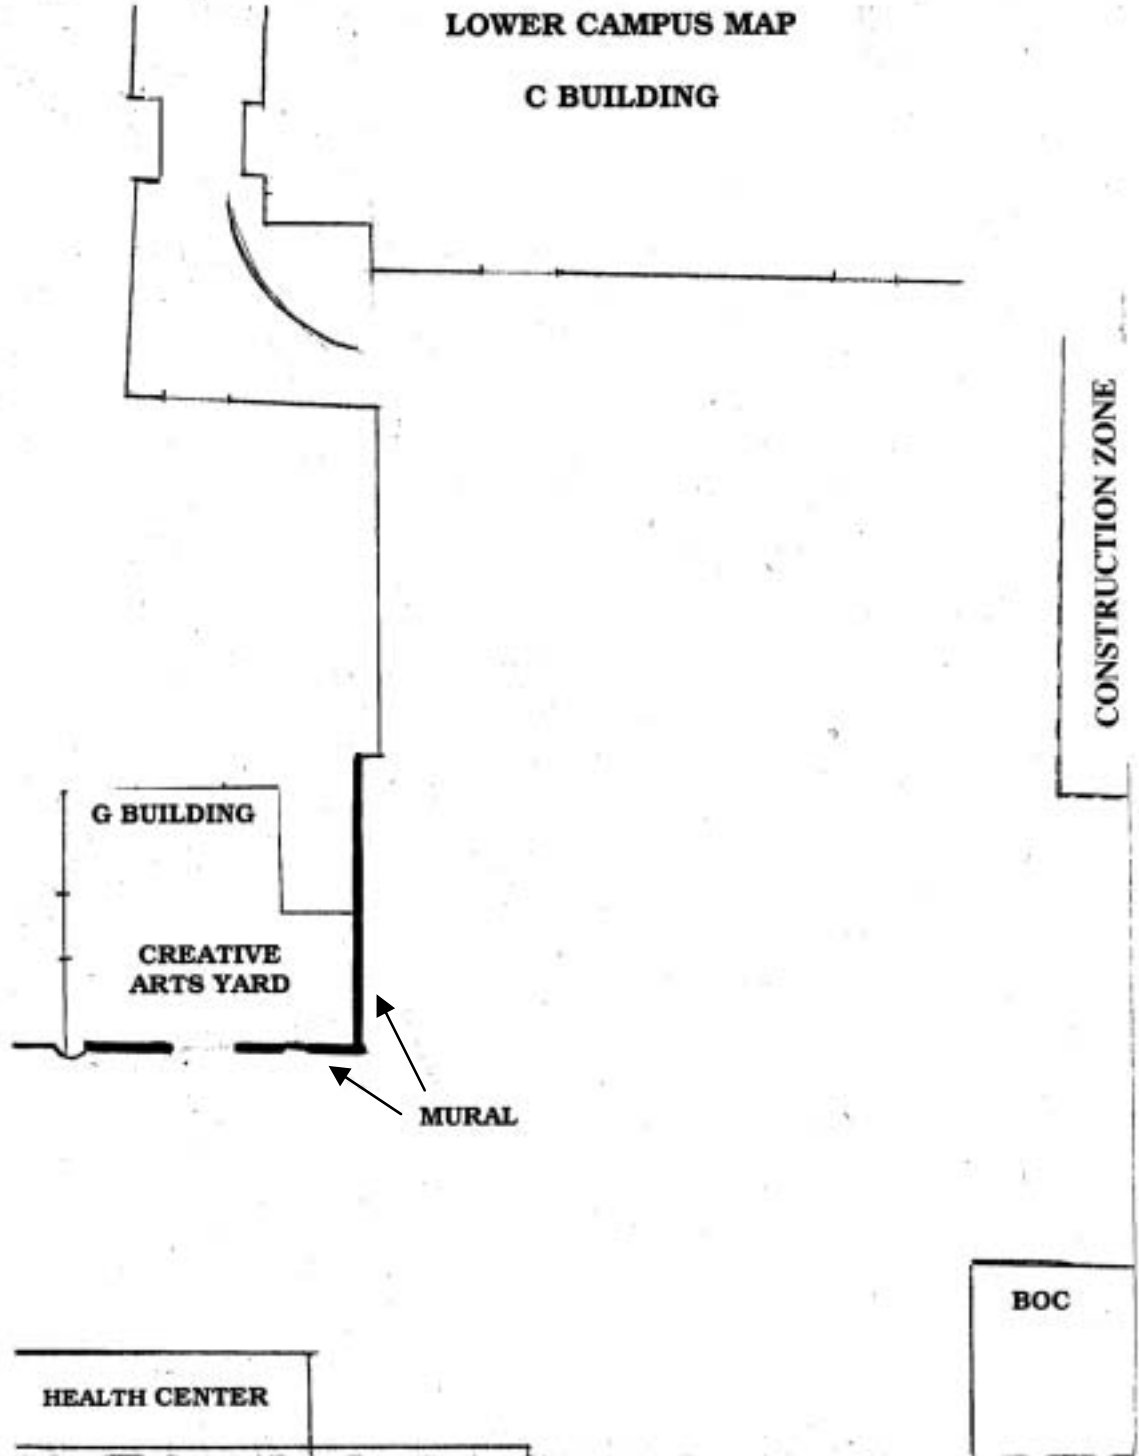 LOWER CAMPUS MAP
C BUILDING
CONSTRUCTION ZONE
G BUILDING
CREATIVE
ARTS YARD
MURAL
BOC
HEALTH CENTER